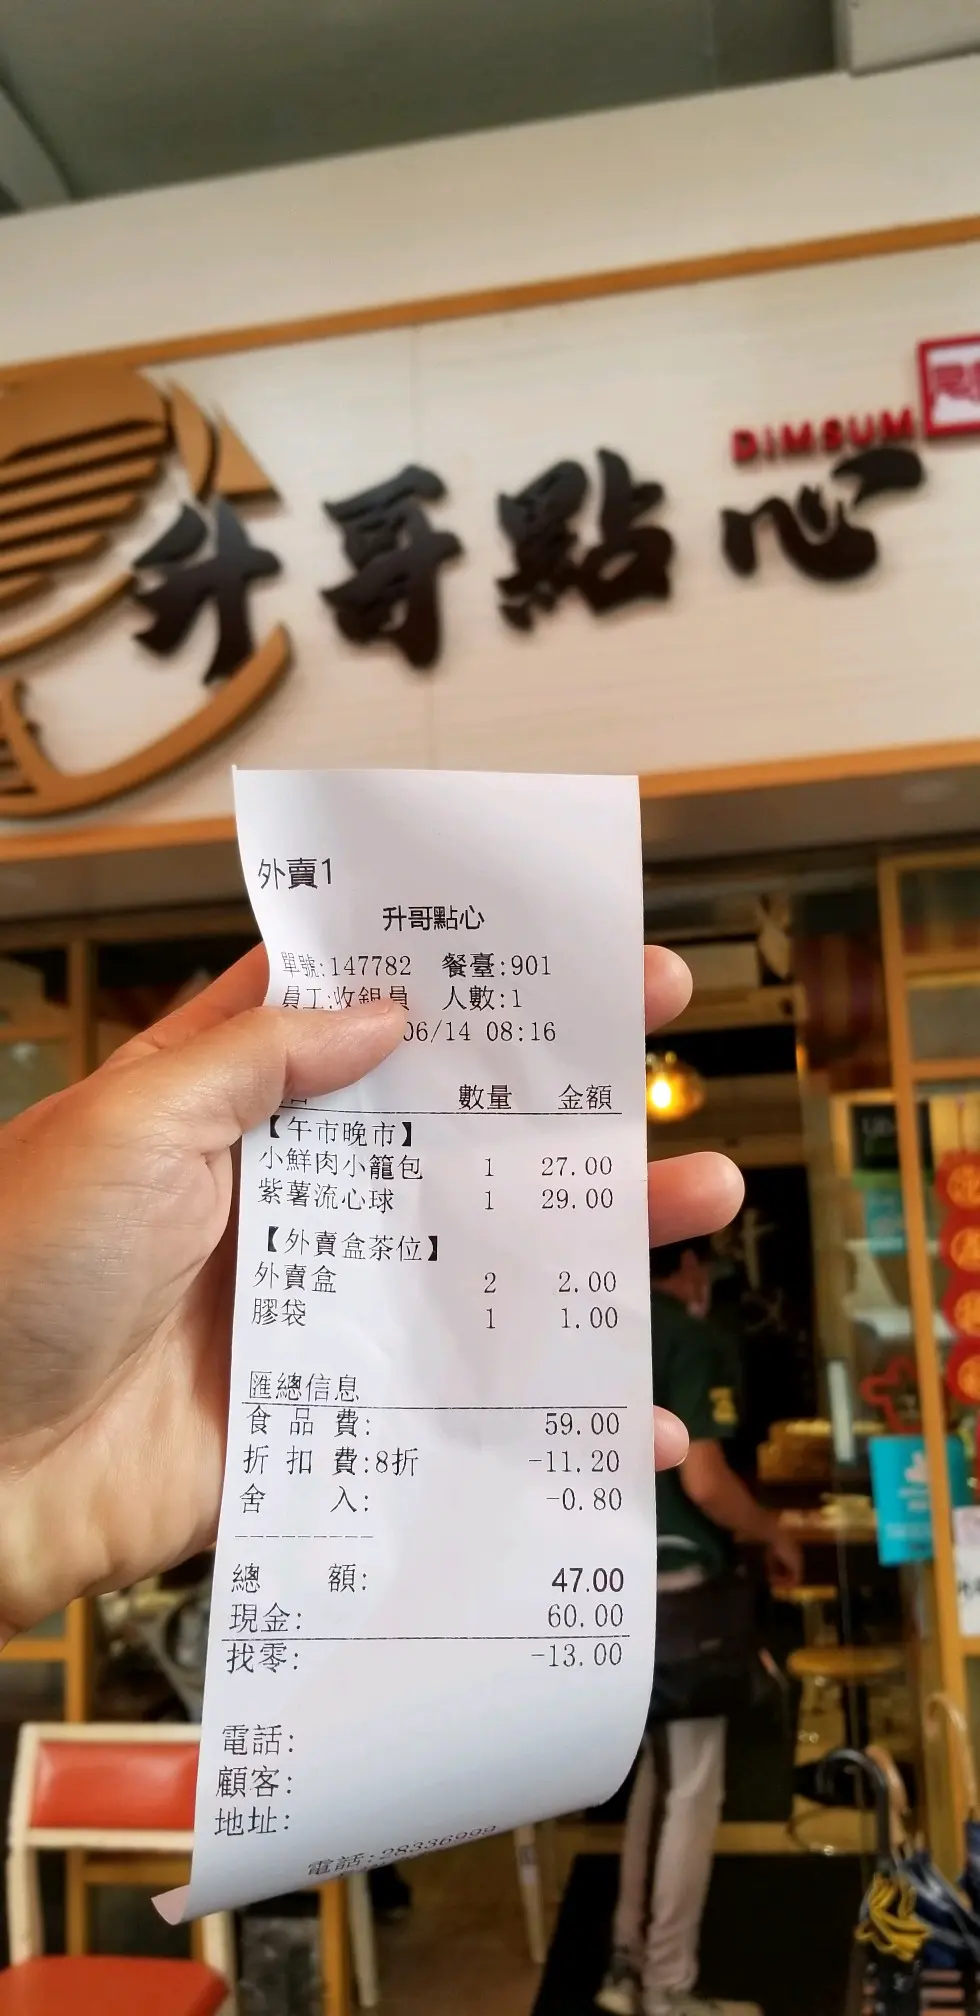 DIMSUM
升哥點心
外賣1
升哥點心
單號:147782 餐臺:901
員工:收銀員 人數:1
06/14 08:16
數量 金額
【午市晚市】
小鮮肉小籠包 1 27.00
紫薯流心球 1 29.00
【外賣盒茶位】
外賣盒 2 2.00
膠袋 1 1.00
匯總信息
食品費: 59.00
折扣費:8折 -11.20
舍入: -0.80
---------
總額: 47.00
現金: 60.00
找零: -13.00
電話:
顧客:
地址:
電話:28336999